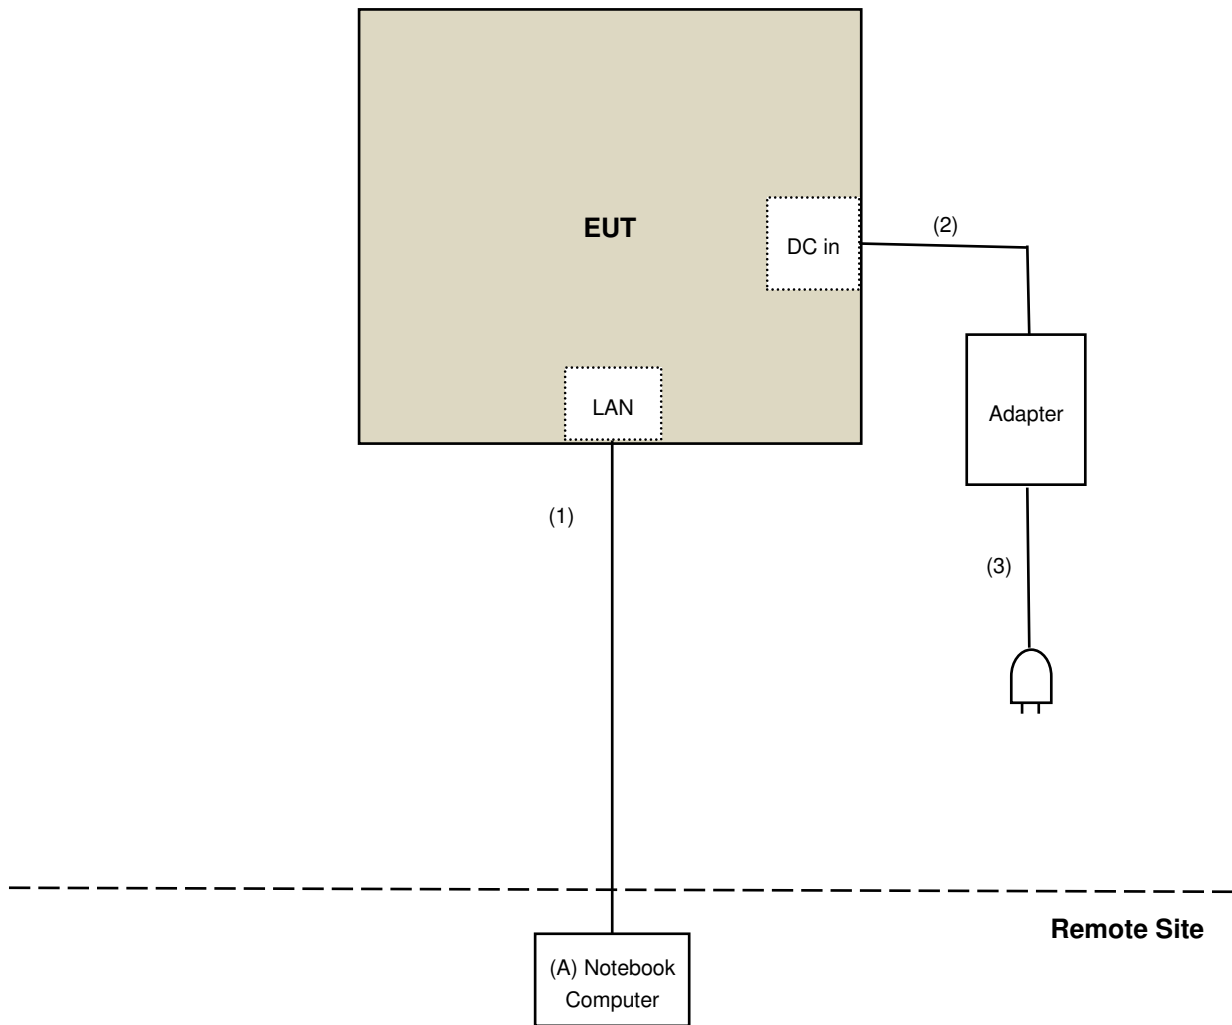 EUT
(2)
DC in
LAN
Adapter
(1)
(3)
Remote Site
(A) Notebook
Computer